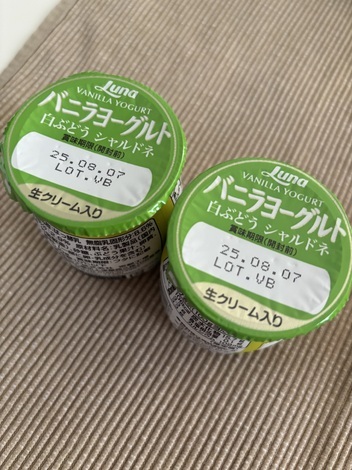 Luna
VANILLA YOGURT
バニラヨーグルト
白ぶどう シャルドネ
賞味期限(開封前)
25.08.07
LOT.VB
生クリーム入り
Luna
VANILLA YOGURT
バニラヨーグルト
白ぶどう シャルドネ
賞味期限(開封前)
25.08.07
LOT.VB
生クリーム入り